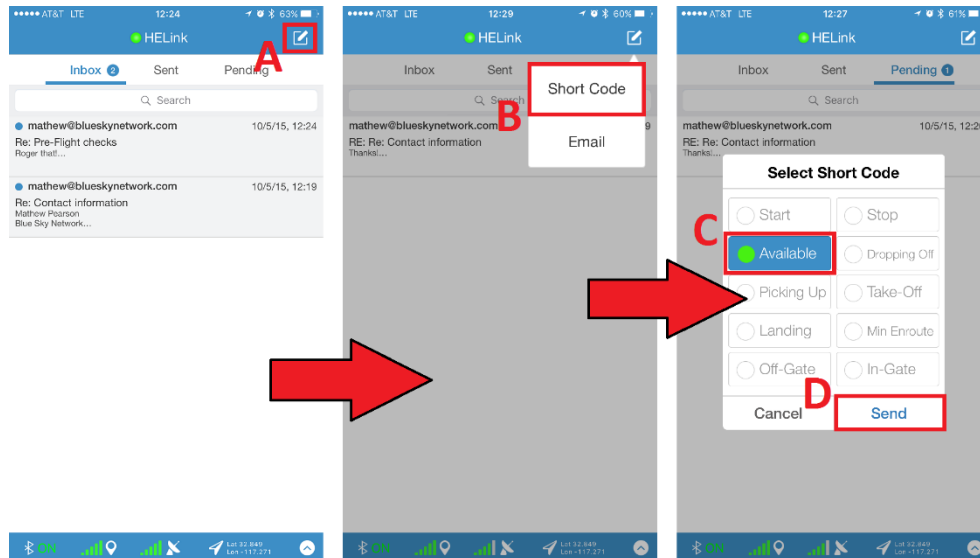 AT&T LTE 12:24 63%
HELink
A
Inbox 2 Sent Pending
Search
mathew@blueskynetwork.com 10/5/15, 12:24
Re: Pre-Flight checks
Roger that!...
mathew@blueskynetwork.com 10/5/15, 12:19
Re: Contact information
Mathew Pearson
Blue Sky Network...
ON
Lat 32.849
Lon -117.271
AT&T LTE 12:29 60%
HELink
Inbox Sent
Short Code
B
Search
Email
mathew@blueskynetwork.com 9
RE: Re: Contact information
Thanks!...
ON
Lat 32.849
Lon -117.271
AT&T LTE 12:27 61%
HELink
Inbox Sent Pending 1
Search
mathew@blueskynetwork.com 10/5/15, 12:26
RE: Re: Contact information
Thanks!...
Select Short Code
Start Stop
C
Available Dropping Off
Picking Up Take-Off
Landing Min Enroute
Off-Gate In-Gate
D
Cancel Send
ON
Lat 32.849
Lon -117.271